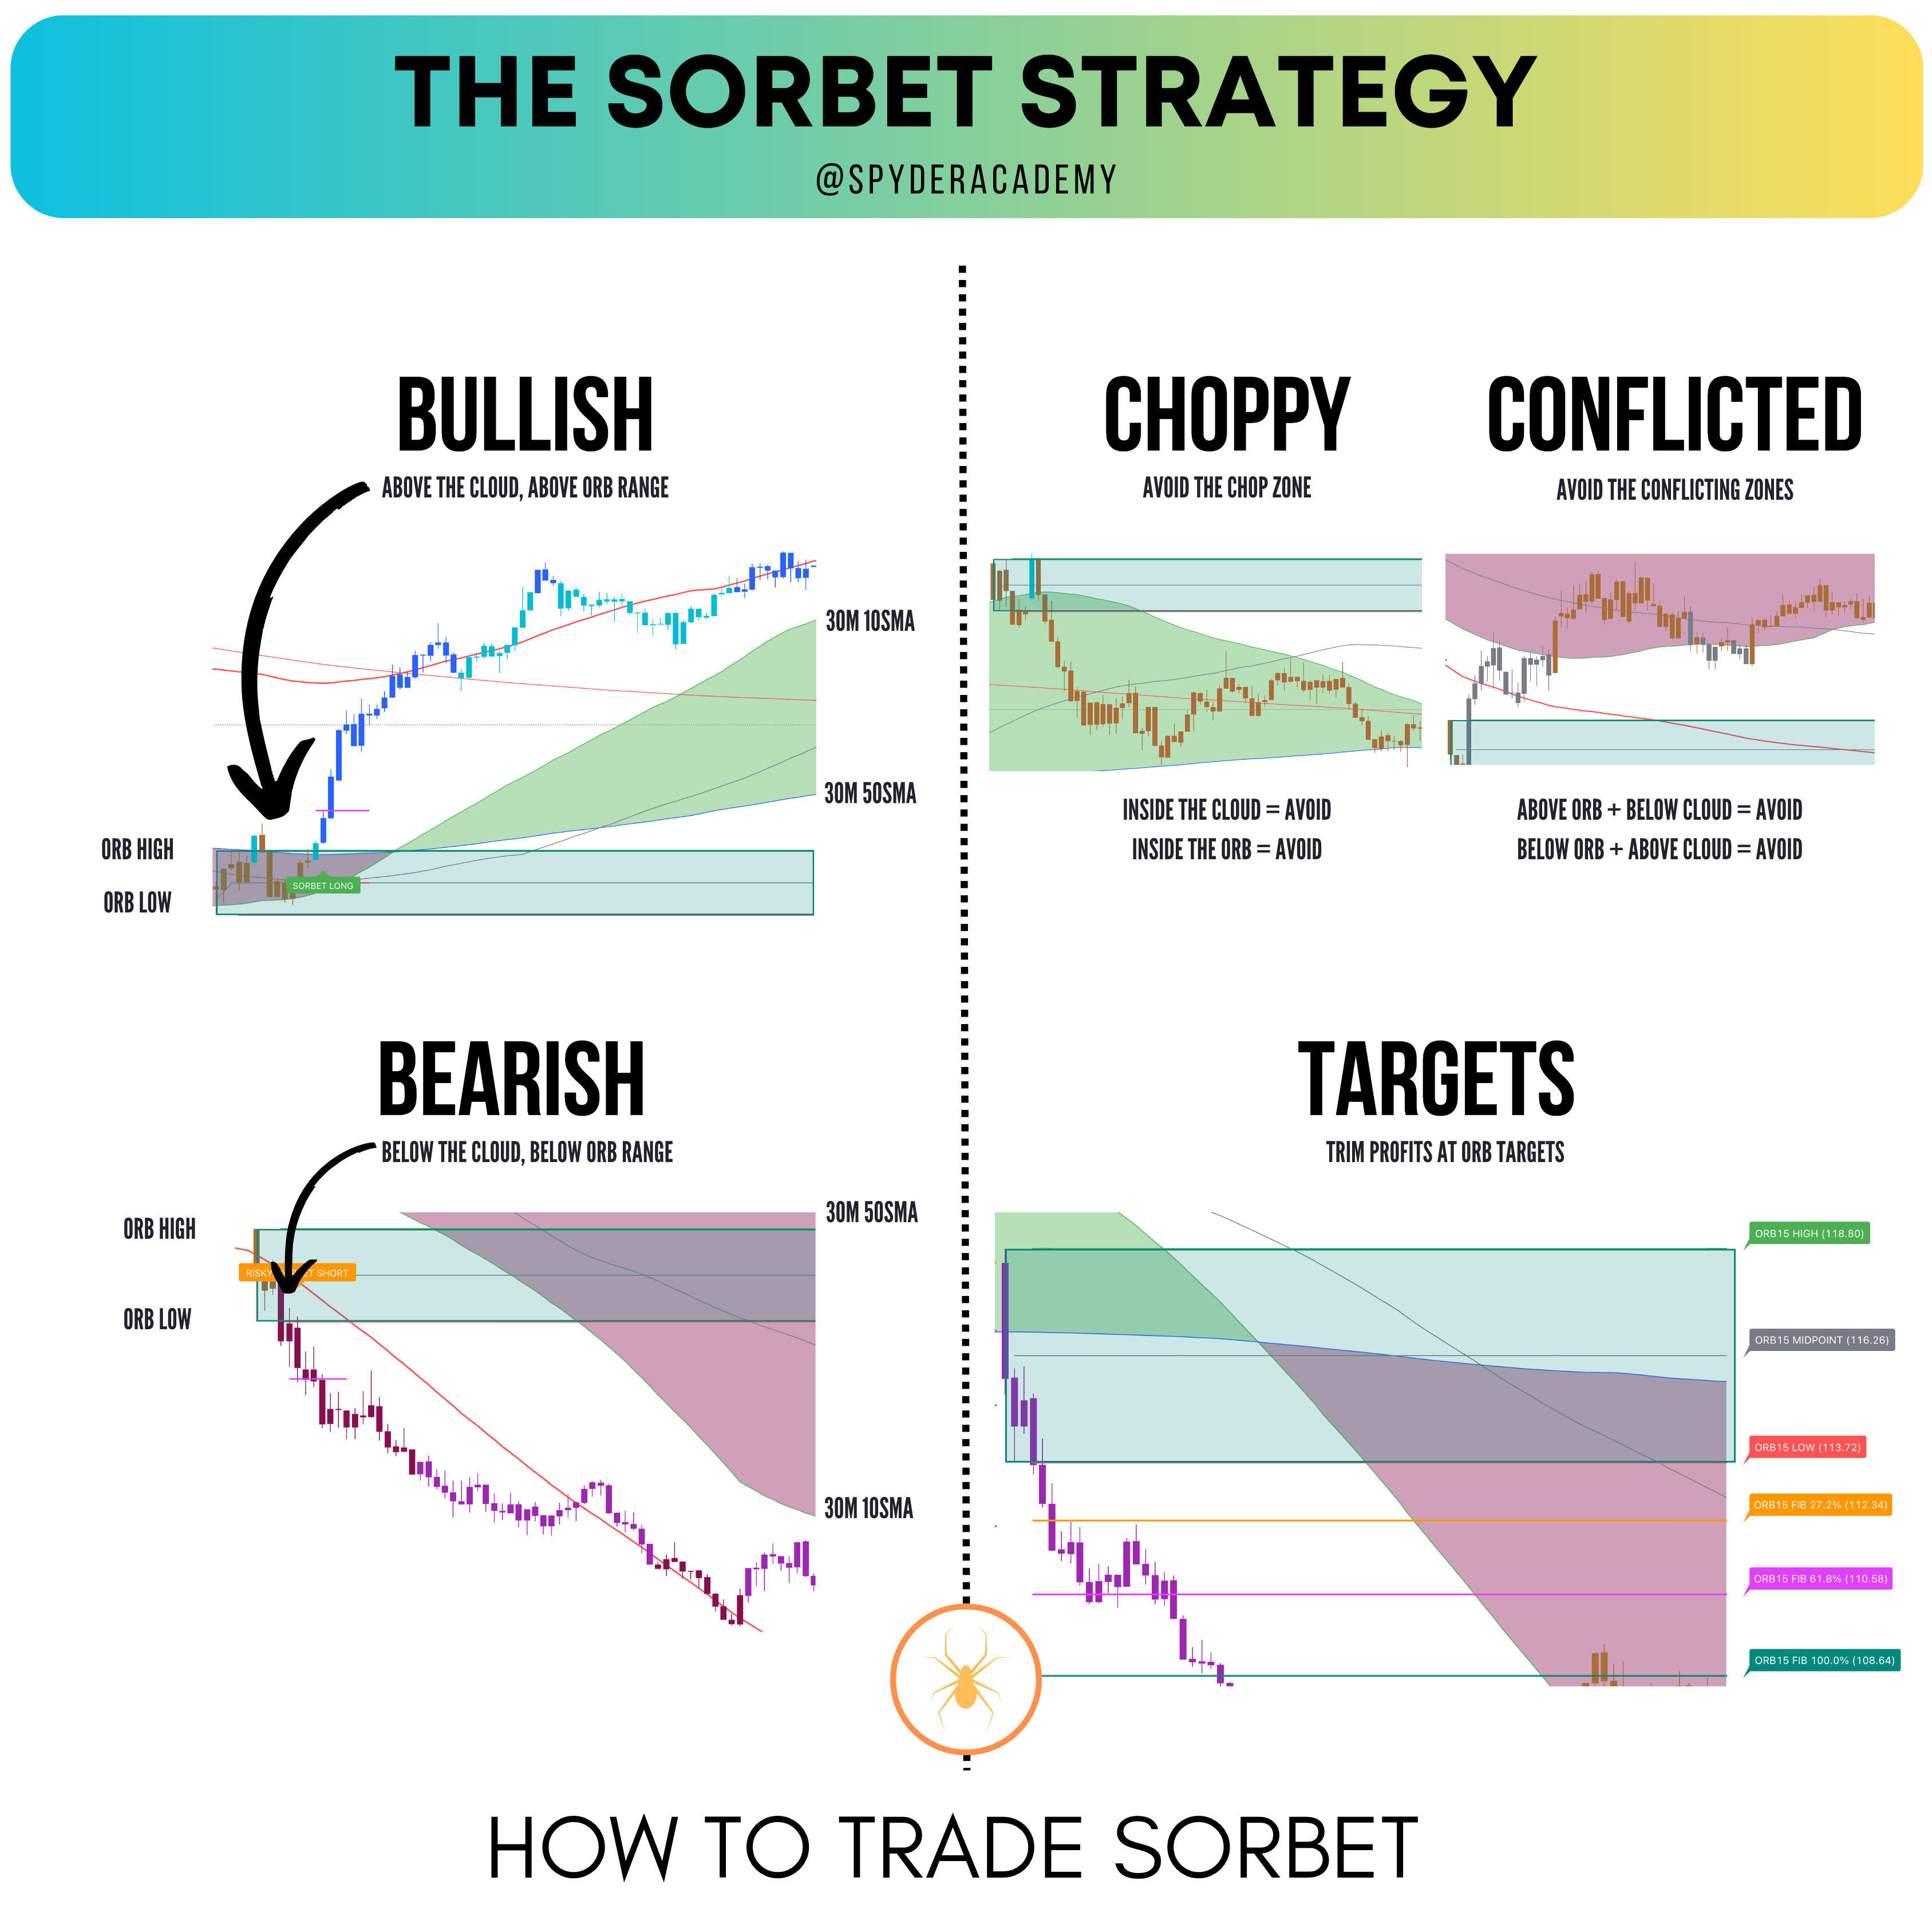 THE SORBET STRATEGY
@SPYDERACADEMY
BULLISH
ABOVE THE CLOUD, ABOVE ORB RANGE
30M 10SMA
30M 50SMA
ORB HIGH
ORB LOW
SORBET LONG
CHOPPY
AVOID THE CHOP ZONE
INSIDE THE CLOUD = AVOID
INSIDE THE ORB = AVOID
CONFLICTED
AVOID THE CONFLICTING ZONES
ABOVE ORB + BELOW CLOUD = AVOID
BELOW ORB + ABOVE CLOUD = AVOID
BEARISH
BELOW THE CLOUD, BELOW ORB RANGE
30M 50SMA
ORB HIGH
RISKY T SHORT
ORB LOW
30M 10SMA
TARGETS
TRIM PROFITS AT ORB TARGETS
ORB15 HIGH (118.80)
ORB15 MIDPOINT (116.26)
ORB15 LOW (113.72)
ORB15 FIB 27.2% (112.34)
ORB15 FIB 61.8% (110.58)
ORB15 FIB 100.0% (108.64)
HOW TO TRADE SORBET